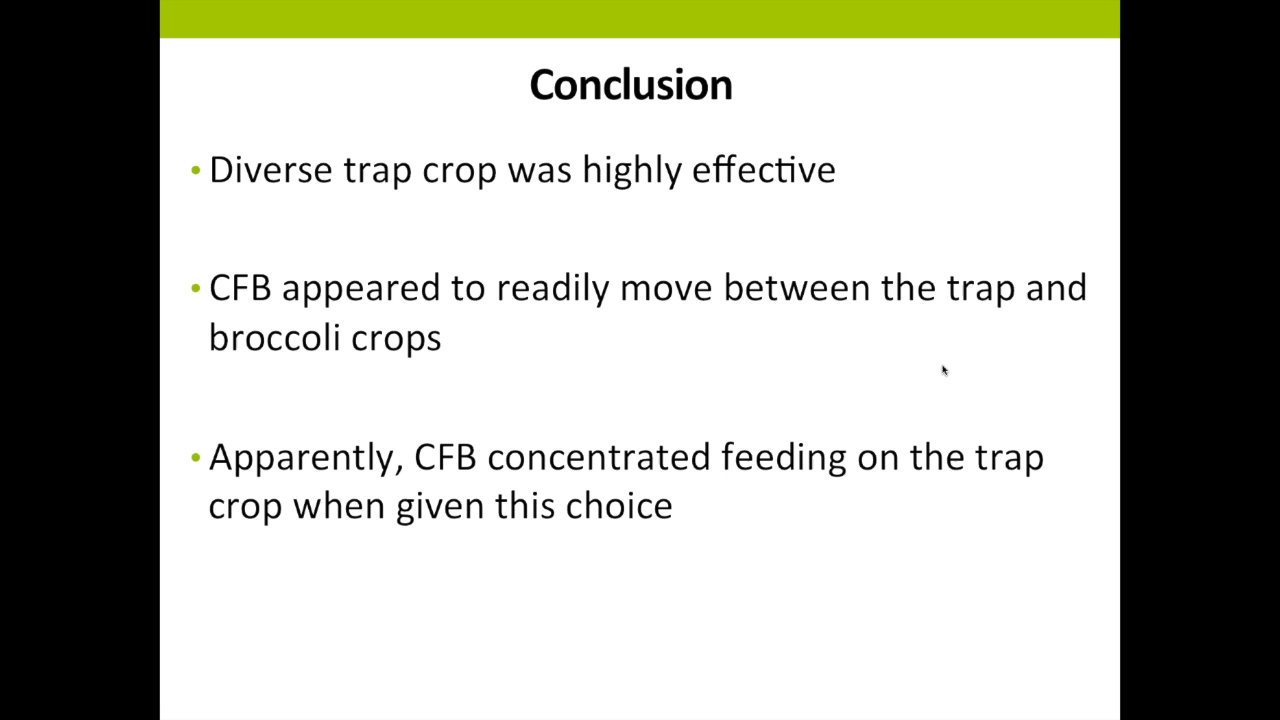 Conclusion
• Diverse trap crop was highly effective
• CFB appeared to readily move between the trap and
broccoli crops
• Apparently, CFB concentrated feeding on the trap
crop when given this choice